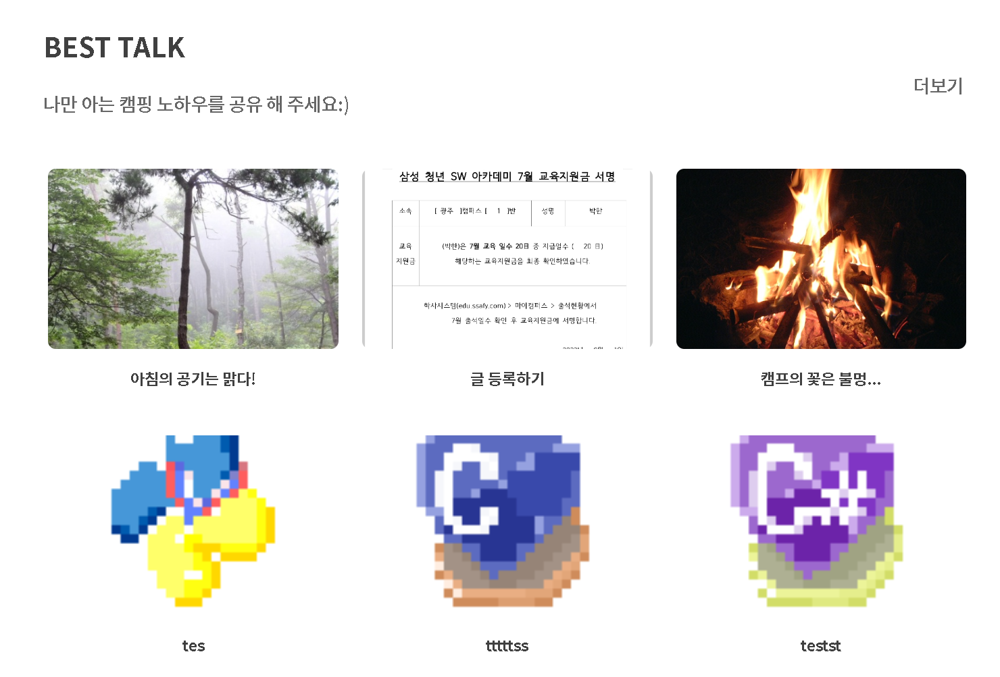 BEST TALK
더보기
나만 아는 캠핑 노하우를 공유 해 주세요:)
삼성 청년 SW 아카데미 7월 교육지원금 서명
소속 [ 광주 ]캠퍼스 [ 1 ]반 성명 박한
교육
지원금
(박한)은 7월 교육 일수 20일 중 지급일수 ( 20 日)
해당하는 교육지원금을 최종 확인하였습니다.
학사시스템(edu.ssafy.com) > 마이캠퍼스 > 출석현황에서
7월 출석일수 확인 후 교육지원금에 서명합니다.
아침의 공기는 맑다!
글 등록하기
캠프의 꽃은 불멍...
C
C#
tes
tttttss
testst